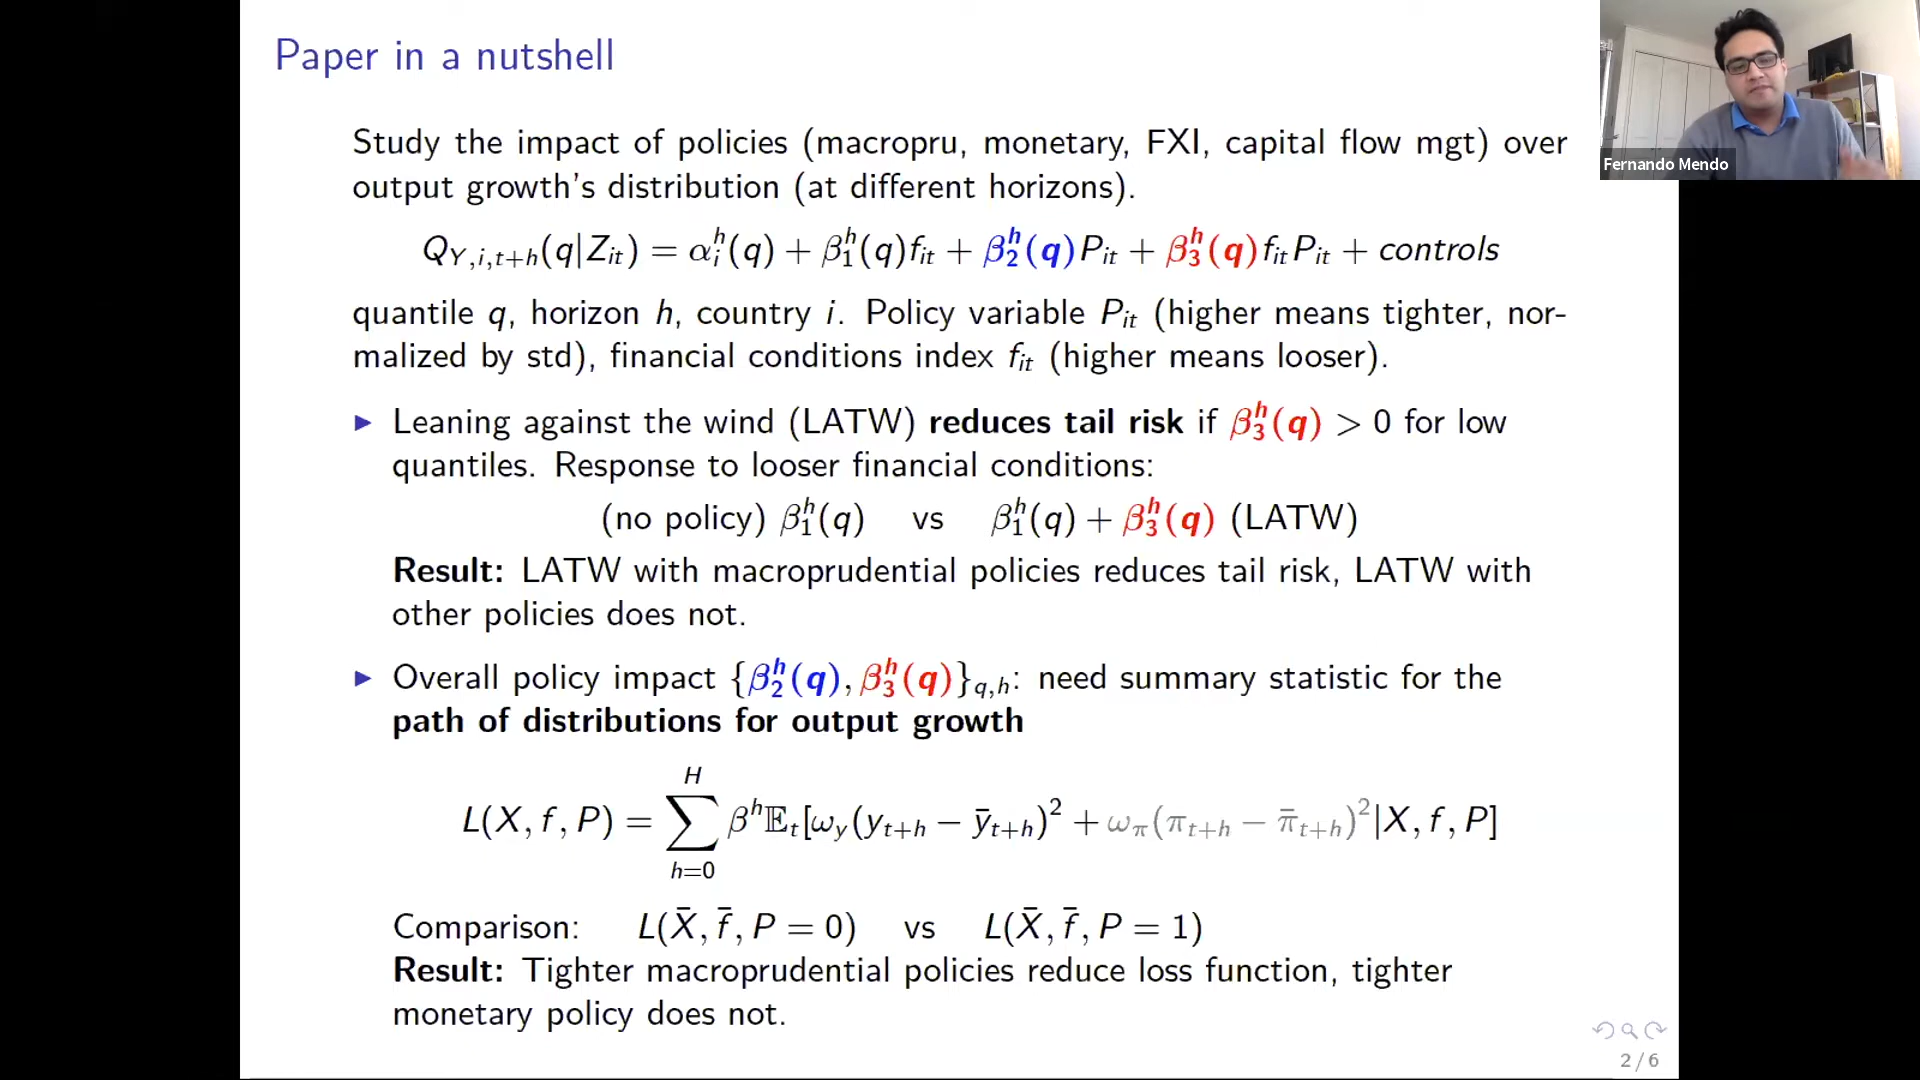 Paper in a nutshell
Fernando Mendo
Study the impact of policies (macropru, monetary, FXI, capital flow mgt) over
output growth's distribution (at different horizons).
Q_{Y,i,t+h}(q|Z_{it}) = α_i^h(q) + β_1^h(q)f_{it} + β_2^h(q)P_{it} + β_3^h(q)f_{it}P_{it} + controls
quantile q, horizon h, country i. Policy variable P_{it} (higher means tighter, nor-
malized by std), financial conditions index f_{it} (higher means looser).
▶ Leaning against the wind (LATW) reduces tail risk if β_3^h(q) > 0 for low
quantiles. Response to looser financial conditions:
(no policy) β_1^h(q) vs β_1^h(q) + β_3^h(q) (LATW)
Result: LATW with macroprudential policies reduces tail risk, LATW with
other policies does not.
▶ Overall policy impact {β_2^h(q), β_3^h(q)}_{q,h}: need summary statistic for the
path of distributions for output growth
L(X, f, P) = ∑_{h=0}^{H} β^h 𝔼_t[ω_y(y_{t+h} − ȳ_{t+h})^2 + ω_π(π_{t+h} − π̄_{t+h})^2|X, f, P]
Comparison: L(X̄, f̄, P = 0) vs L(X̄, f̄, P = 1)
Result: Tighter macroprudential policies reduce loss function, tighter
monetary policy does not.
2 / 6